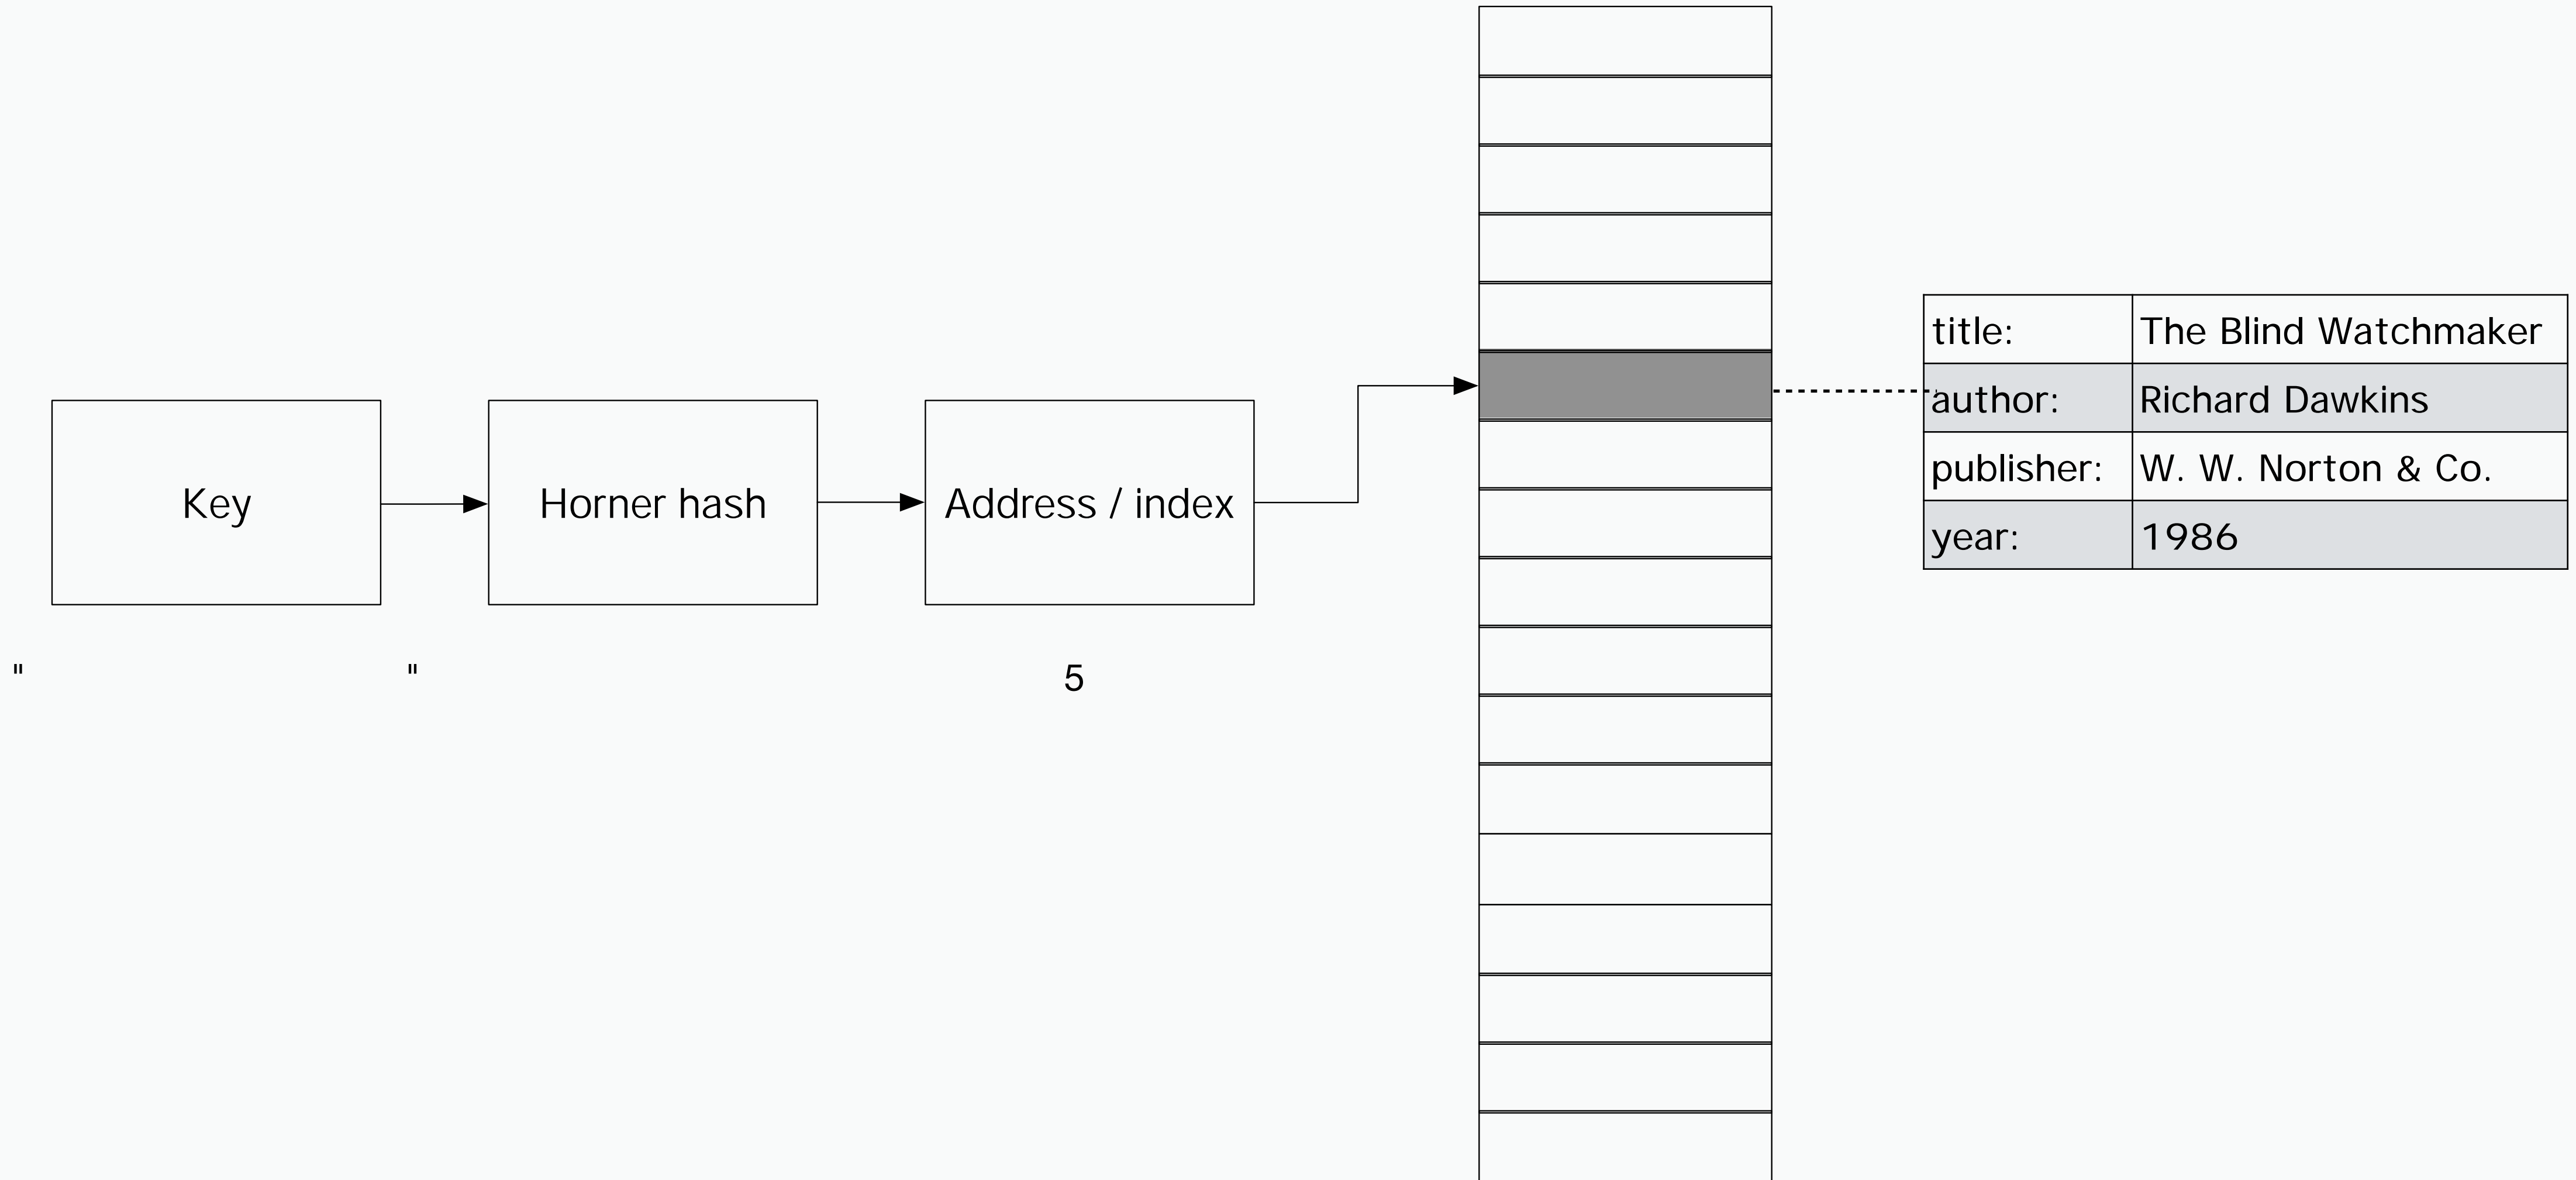 Key
Horner hash
Address / index
" "
5
title: The Blind Watchmaker
author: Richard Dawkins
publisher: W. W. Norton & Co.
year: 1986